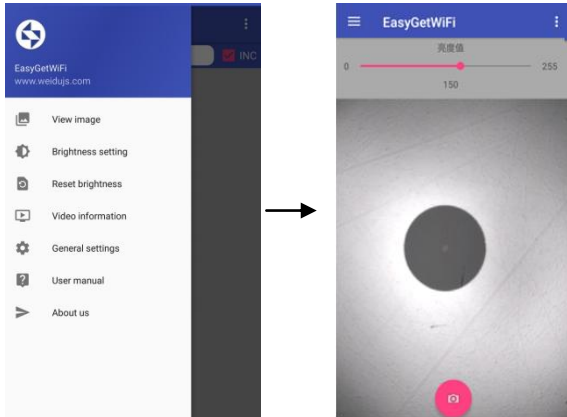 EasyGetWiFi
www.weidujs.com
INC
View image
Brightness setting
Reset brightness
Video information
General settings
User manual
About us
EasyGetWiFi
亮度值
0
255
150